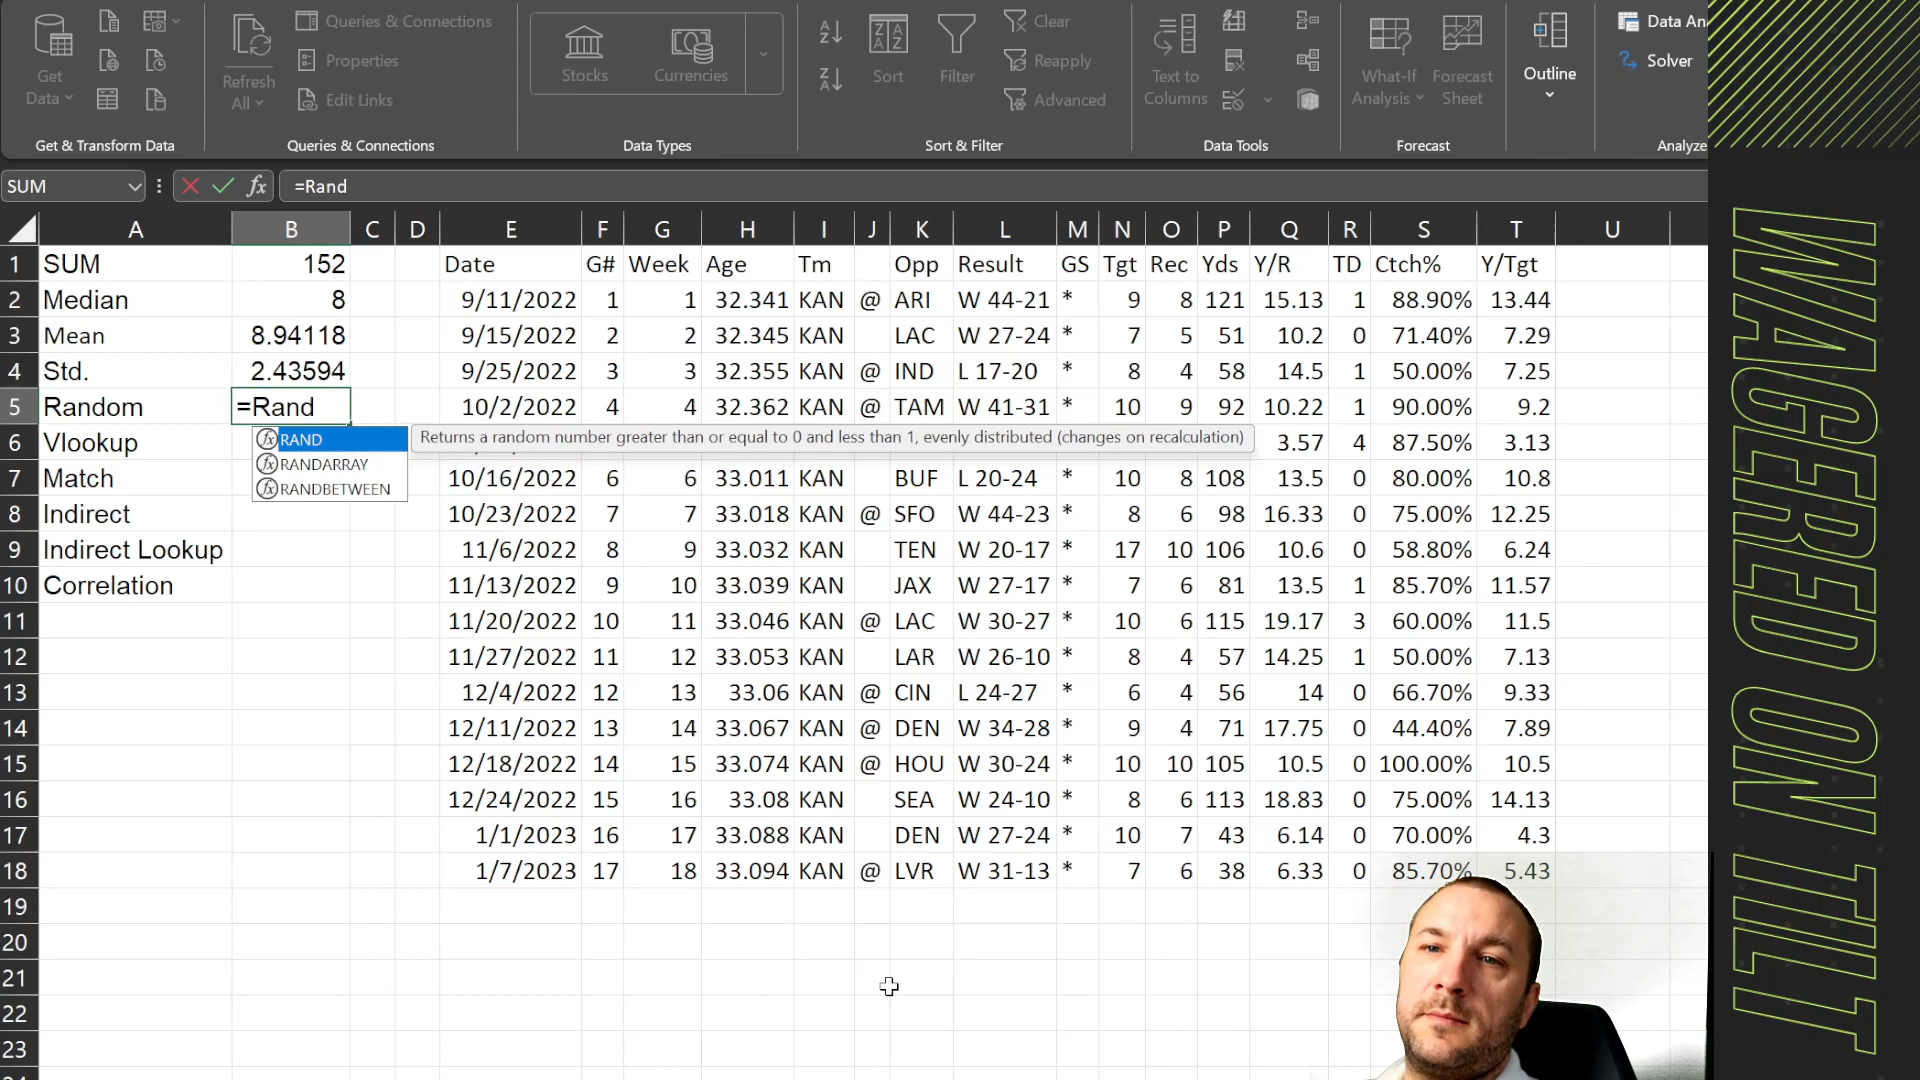 Get Data
Refresh All
Queries & Connections
Properties
Edit Links
Stocks
Currencies
Sort
Filter
Clear
Reapply
Advanced
Text to Columns
What-If Analysis
Forecast Sheet
Outline
Data An
Solver
Get & Transform Data
Queries & Connections
Data Types
Sort & Filter
Data Tools
Forecast
Analyze
SUM
fx
=Rand
A B C D E F G H I J K L M N O P Q R S T U
1 SUM 152 Date G# Week Age Tm Opp Result GS Tgt Rec Yds Y/R TD Ctch% Y/Tgt
2 Median 8 9/11/2022 1 1 32.341 KAN @ ARI W 44-21 * 9 8 121 15.13 1 88.90% 13.44
3 Mean 8.94118 9/15/2022 2 2 32.345 KAN LAC W 27-24 * 7 5 51 10.2 0 71.40% 7.29
4 Std. 2.43594 9/25/2022 3 3 32.355 KAN @ IND L 17-20 * 8 4 58 14.5 1 50.00% 7.25
5 Random =Rand 10/2/2022 4 4 32.362 KAN @ TAM W 41-31 * 10 9 92 10.22 1 90.00% 9.2
RAND Returns a random number greater than or equal to 0 and less than 1, evenly distributed (changes on recalculation)
6 Vlookup 3.57 4 87.50% 3.13
RANDARRAY
RANDBETWEEN
7 Match 10/16/2022 6 6 33.011 KAN BUF L 20-24 * 10 8 108 13.5 0 80.00% 10.8
8 Indirect 10/23/2022 7 7 33.018 KAN @ SFO W 44-23 * 8 6 98 16.33 0 75.00% 12.25
9 Indirect Lookup 11/6/2022 8 9 33.032 KAN TEN W 20-17 * 17 10 106 10.6 0 58.80% 6.24
10 Correlation 11/13/2022 9 10 33.039 KAN JAX W 27-17 * 7 6 81 13.5 1 85.70% 11.57
11 11/20/2022 10 11 33.046 KAN @ LAC W 30-27 * 10 6 115 19.17 3 60.00% 11.5
12 11/27/2022 11 12 33.053 KAN LAR W 26-10 * 8 4 57 14.25 1 50.00% 7.13
13 12/4/2022 12 13 33.06 KAN @ CIN L 24-27 * 6 4 56 14 0 66.70% 9.33
14 12/11/2022 13 14 33.067 KAN @ DEN W 34-28 * 9 4 71 17.75 0 44.40% 7.89
15 12/18/2022 14 15 33.074 KAN @ HOU W 30-24 * 10 10 105 10.5 0 100.00% 10.5
16 12/24/2022 15 16 33.08 KAN SEA W 24-10 * 8 6 113 18.83 0 75.00% 14.13
17 1/1/2023 16 17 33.088 KAN DEN W 27-24 * 10 7 43 6.14 0 70.00% 4.3
18 1/7/2023 17 18 33.094 KAN @ LVR W 31-13 * 7 6 38 6.33 0 85.70% 5.43
19
20
21
22
23
WAGERED ON TILT